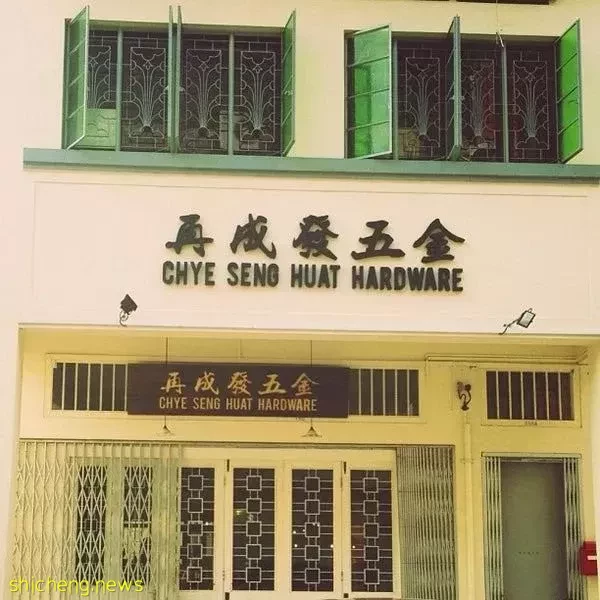 再成發五金
CHYE SENG HUAT HARDWARE
再成發五金
CHYE SENG HUAT HARDWARE
shicheng.news